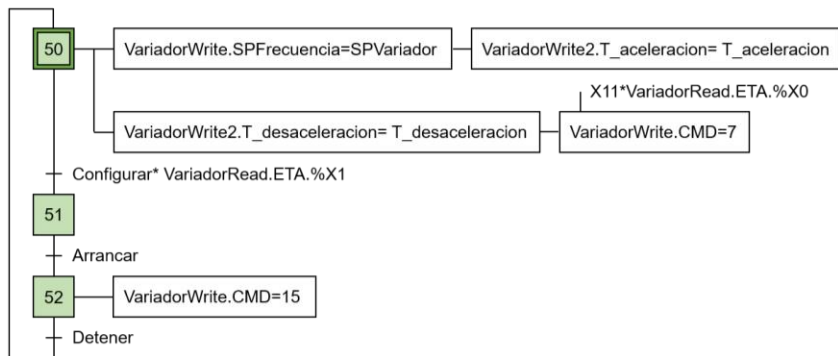 50
VariadorWrite.SPFrecuencia=SPVariador
VariadorWrite2.T_aceleracion= T_aceleracion
X11*VariadorRead.ETA.%X0
VariadorWrite2.T_desaceleracion= T_desaceleracion
VariadorWrite.CMD=7
Configurar* VariadorRead.ETA.%X1
51
Arrancar
52
VariadorWrite.CMD=15
Detener